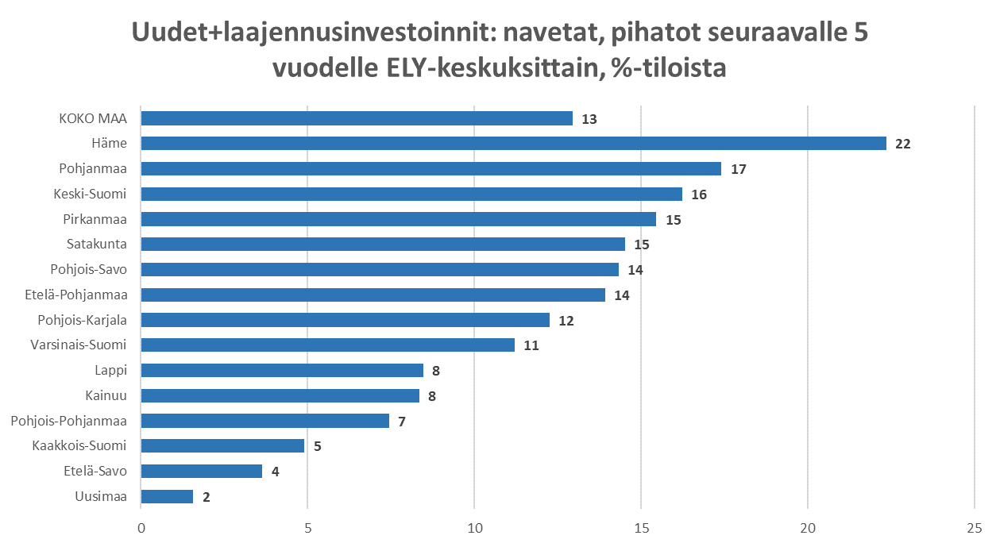 Uudet+laajennusinvestoinnit: navetat, pihatot seuraavalle 5
vuodelle ELY-keskuksittain, %-tiloista
KOKO MAA 13
Häme 22
Pohjanmaa 17
Keski-Suomi 16
Pirkanmaa 15
Satakunta 15
Pohjois-Savo 14
Etelä-Pohjanmaa 14
Pohjois-Karjala 12
Varsinais-Suomi 11
Lappi 8
Kainuu 8
Pohjois-Pohjanmaa 7
Kaakkois-Suomi 5
Etelä-Savo 4
Uusimaa 2
0 5 10 15 20 25